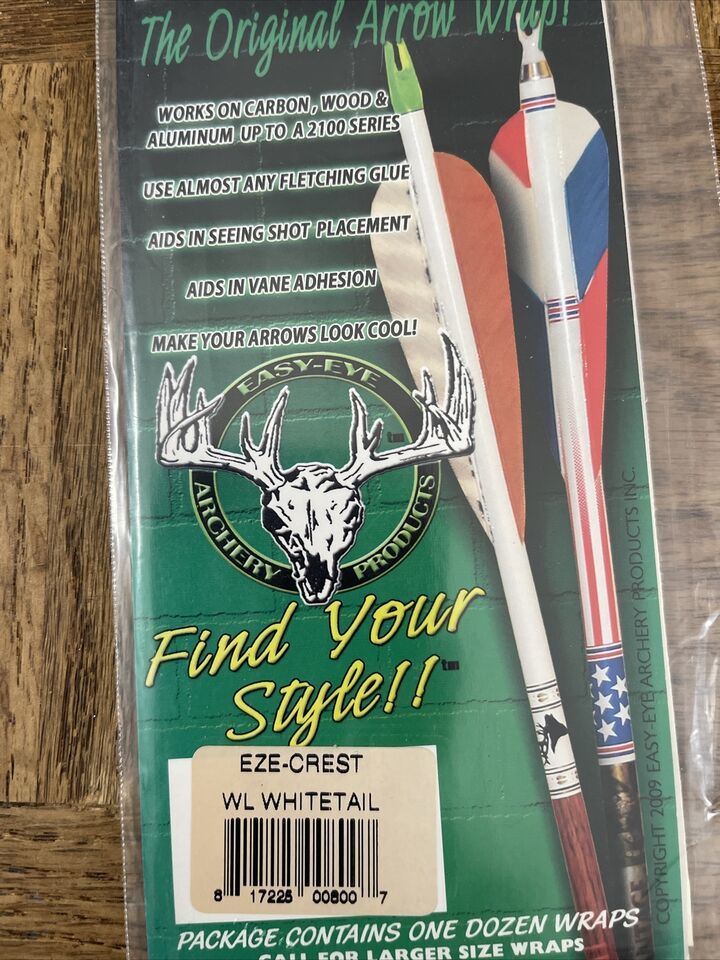 The Original Arrow Wrap!
WORKS ON CARBON, WOOD &
ALUMINUM UP TO A 2100 SERIES
USE ALMOST ANY FLETCHING GLUE
AIDS IN SEEING SHOT PLACEMENT
AIDS IN VANE ADHESION
MAKE YOUR ARROWS LOOK COOL!
EASY-EYE
ARCHERY PRODUCTS
tm
Find Your
Style!!
tm
EZE-CREST
WL WHITETAIL
8 17225 00800 7
PACKAGE CONTAINS ONE DOZEN WRAPS
CALL FOR LARGER SIZE WRAPS
COPYRIGHT 2009 EASY-EYE ARCHERY PRODUCTS INC.